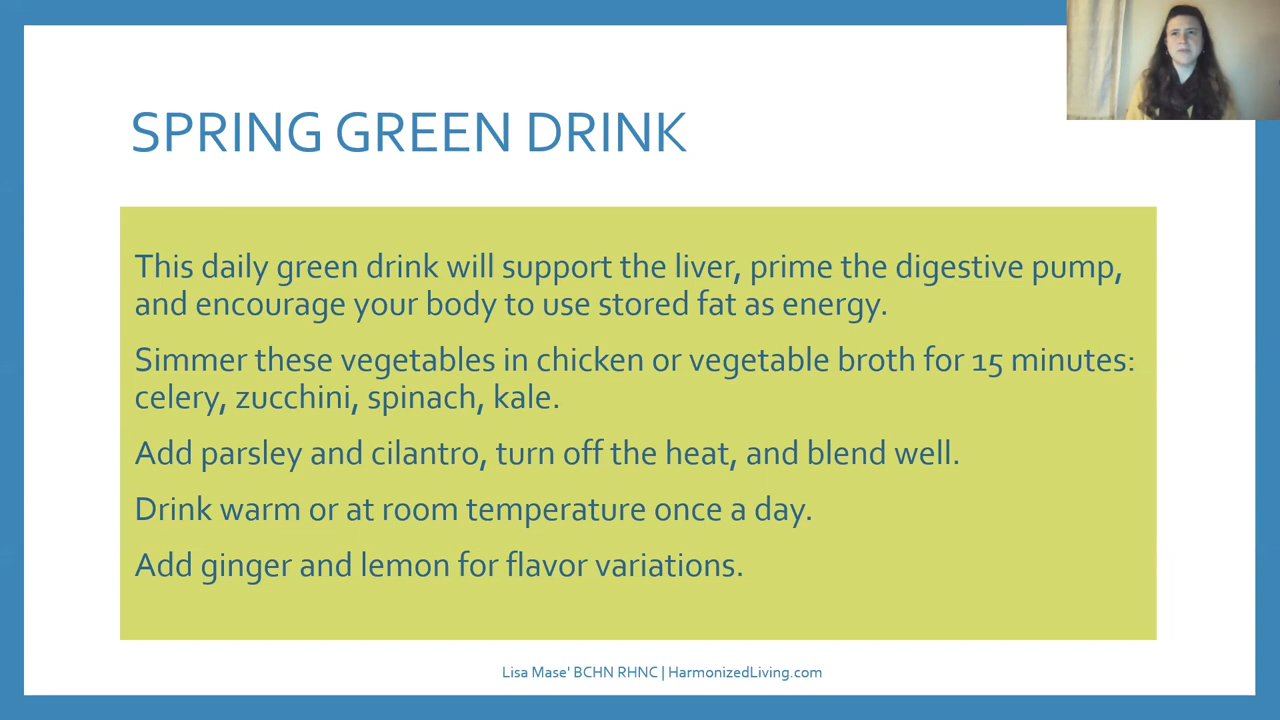 SPRING GREEN DRINK
This daily green drink will support the liver, prime the digestive pump,
and encourage your body to use stored fat as energy.
Simmer these vegetables in chicken or vegetable broth for 15 minutes:
celery, zucchini, spinach, kale.
Add parsley and cilantro, turn off the heat, and blend well.
Drink warm or at room temperature once a day.
Add ginger and lemon for flavor variations.
Lisa Mase' BCHN RHNC | HarmonizedLiving.com